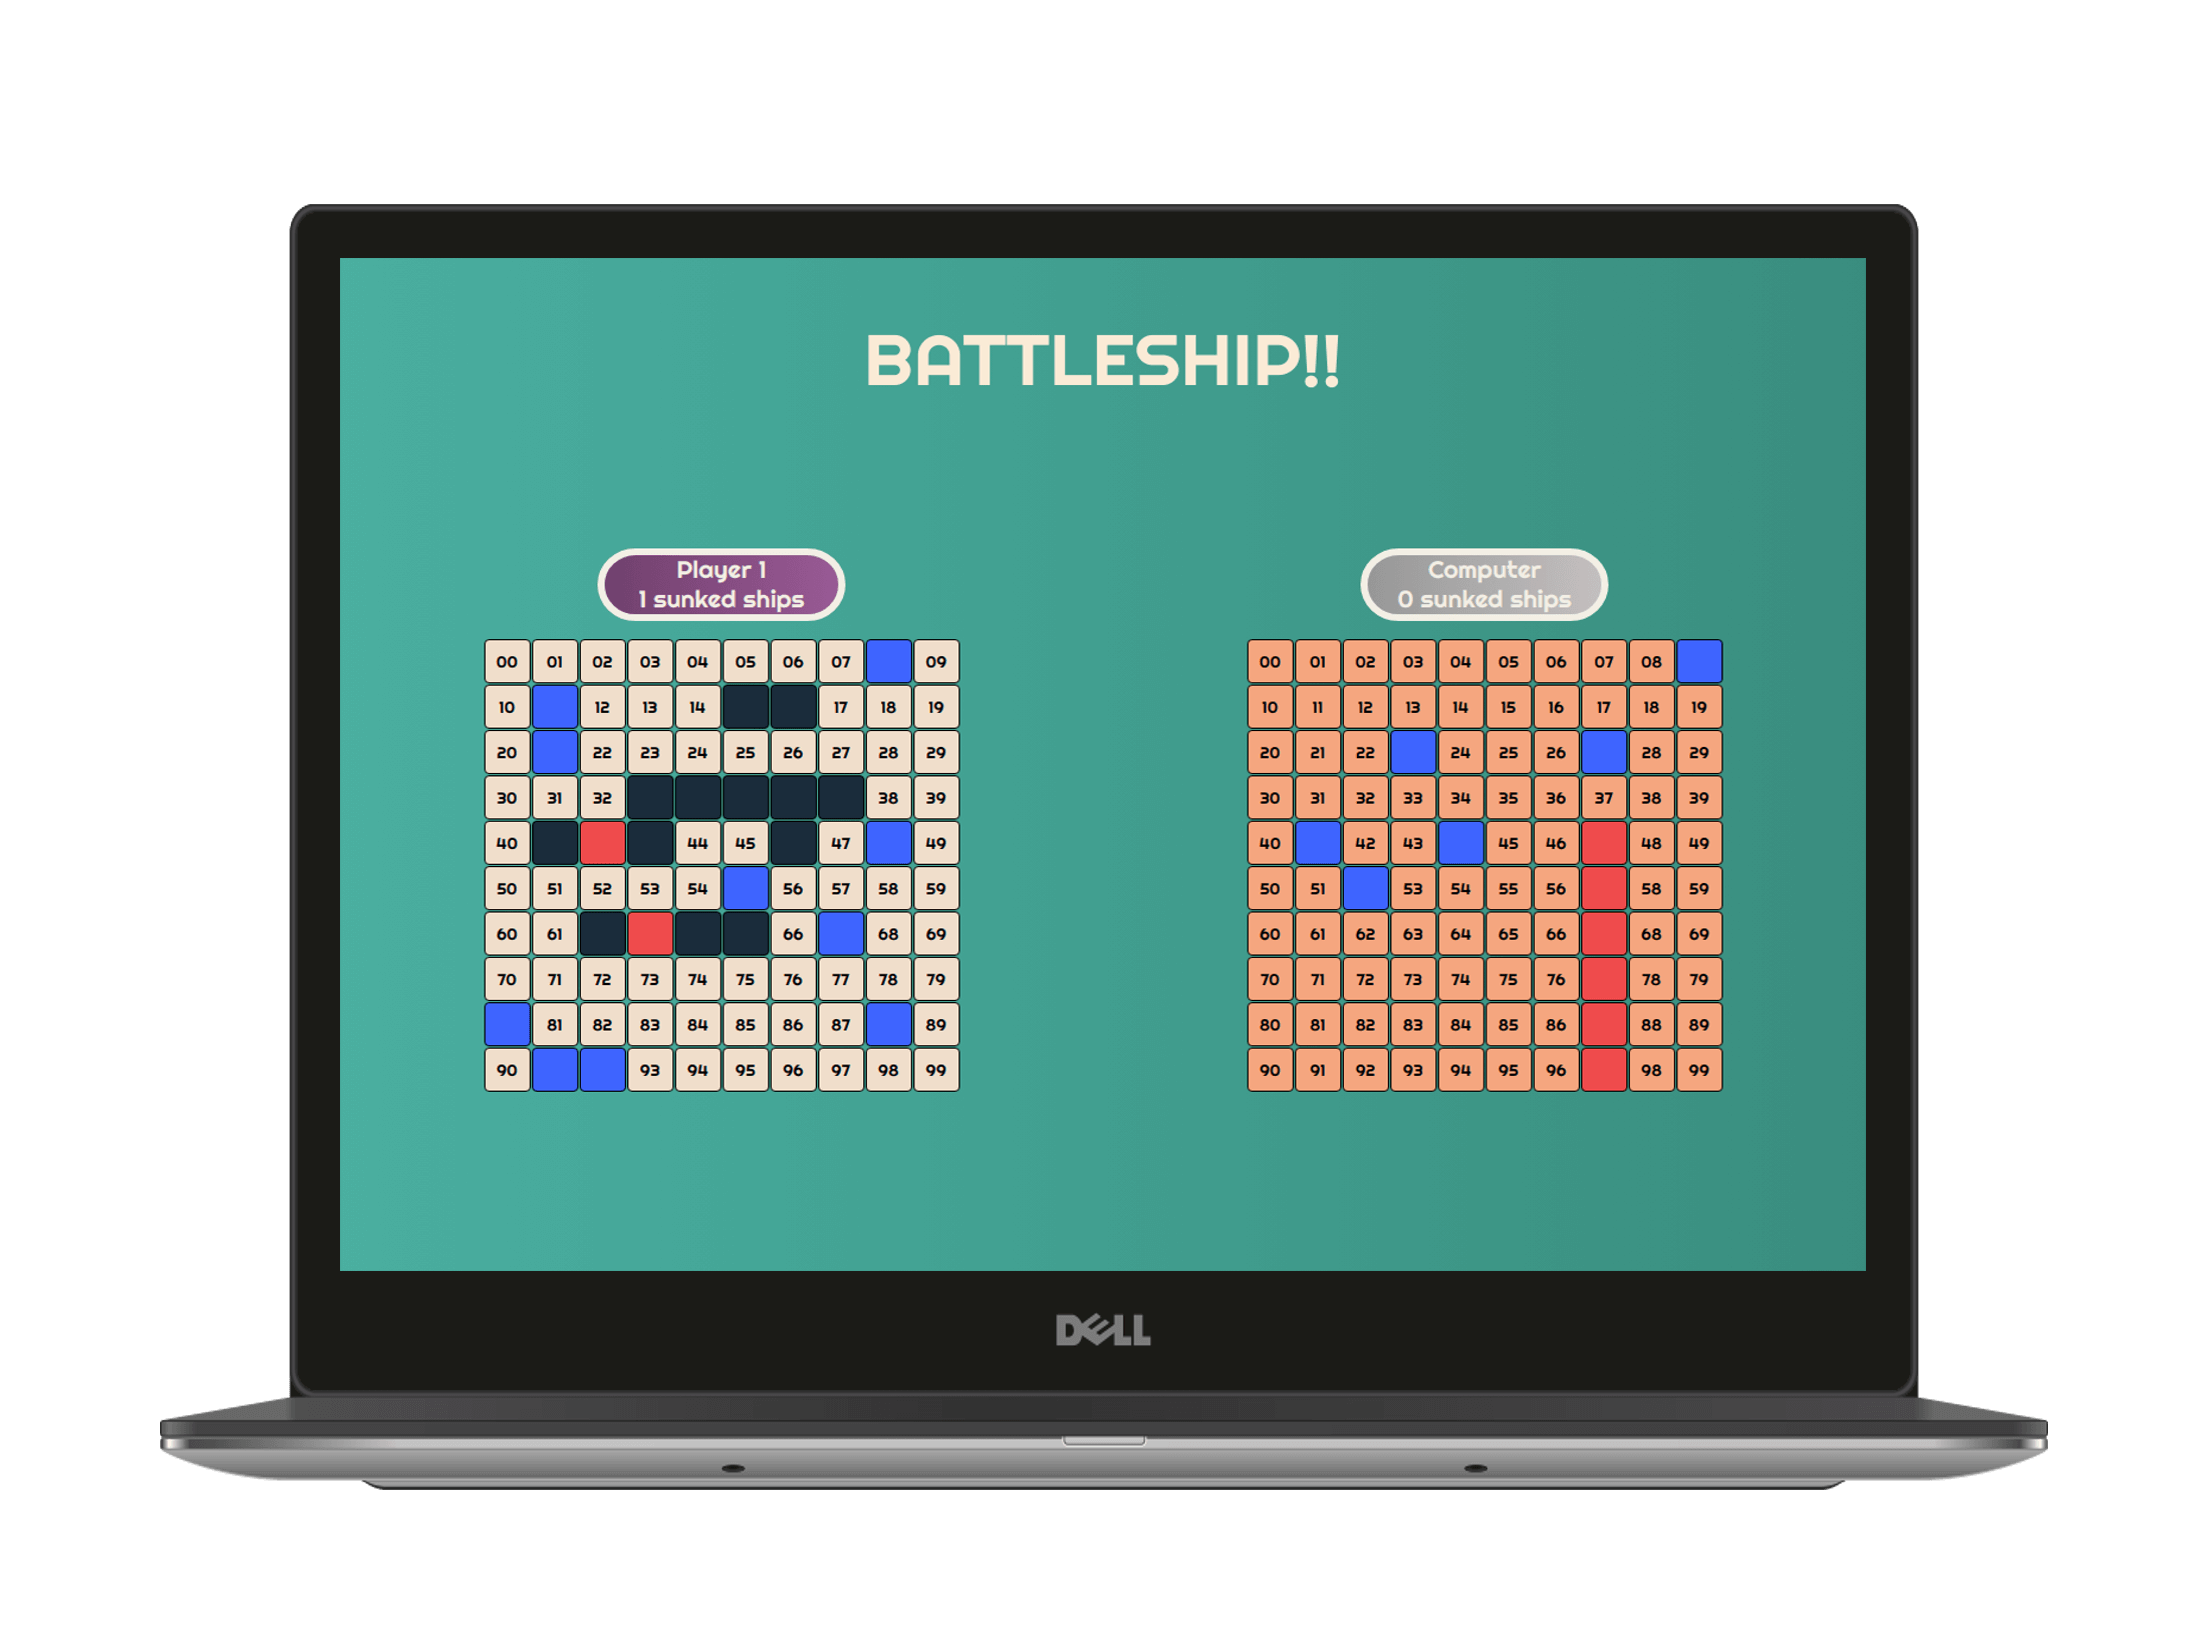 BATTLESHIP!!
Player 1
1 sunked ships
00 01 02 03 04 05 06 07 09
10 12 13 14 17 18 19
20 22 23 24 25 26 27 28 29
30 31 32 38 39
40 44 45 47 49
50 51 52 53 54 56 57 58 59
60 61 66 68 69
70 71 72 73 74 75 76 77 78 79
81 82 83 84 85 86 87 89
90 93 94 95 96 97 98 99
Computer
0 sunked ships
00 01 02 03 04 05 06 07 08
10 11 12 13 14 15 16 17 18 19
20 21 22 24 25 26 28 29
30 31 32 33 34 35 36 37 38 39
40 42 43 45 46 48 49
50 51 53 54 55 56 58 59
60 61 62 63 64 65 66 68 69
70 71 72 73 74 75 76 78 79
80 81 82 83 84 85 86 88 89
90 91 92 93 94 95 96 98 99
DELL